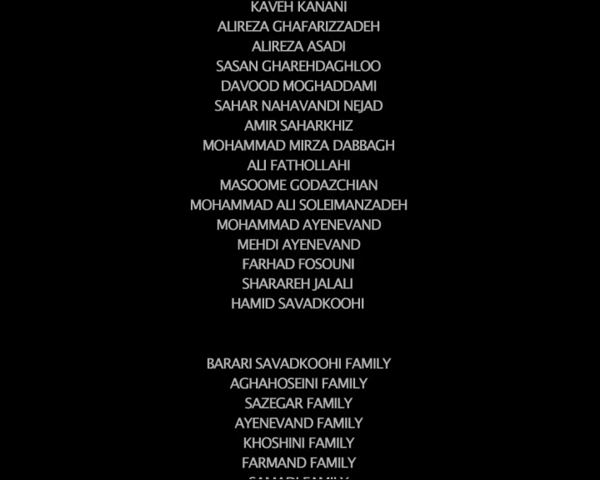 KAVEH KANANI
ALIREZA GHAFARIZZADEH
ALIREZA ASADI
SASAN GHAREHDAGHLOO
DAVOOD MOGHADDAMI
SAHAR NAHAVANDI NEJAD
AMIR SAHARKHIZ
MOHAMMAD MIRZA DABBAGH
ALI FATHOLLAHI
MASOOME GODAZCHIAN
MOHAMMAD ALI SOLEIMANZADEH
MOHAMMAD AYENEVAND
MEHDI AYENEVAND
FARHAD FOSOUNI
SHARAREH JALALI
HAMID SAVADKOOHI
BARARI SAVADKOOHI FAMILY
AGHAHOSEINI FAMILY
SAZEGAR FAMILY
AYENEVAND FAMILY
KHOSHINI FAMILY
FARMAND FAMILY
FAMILY